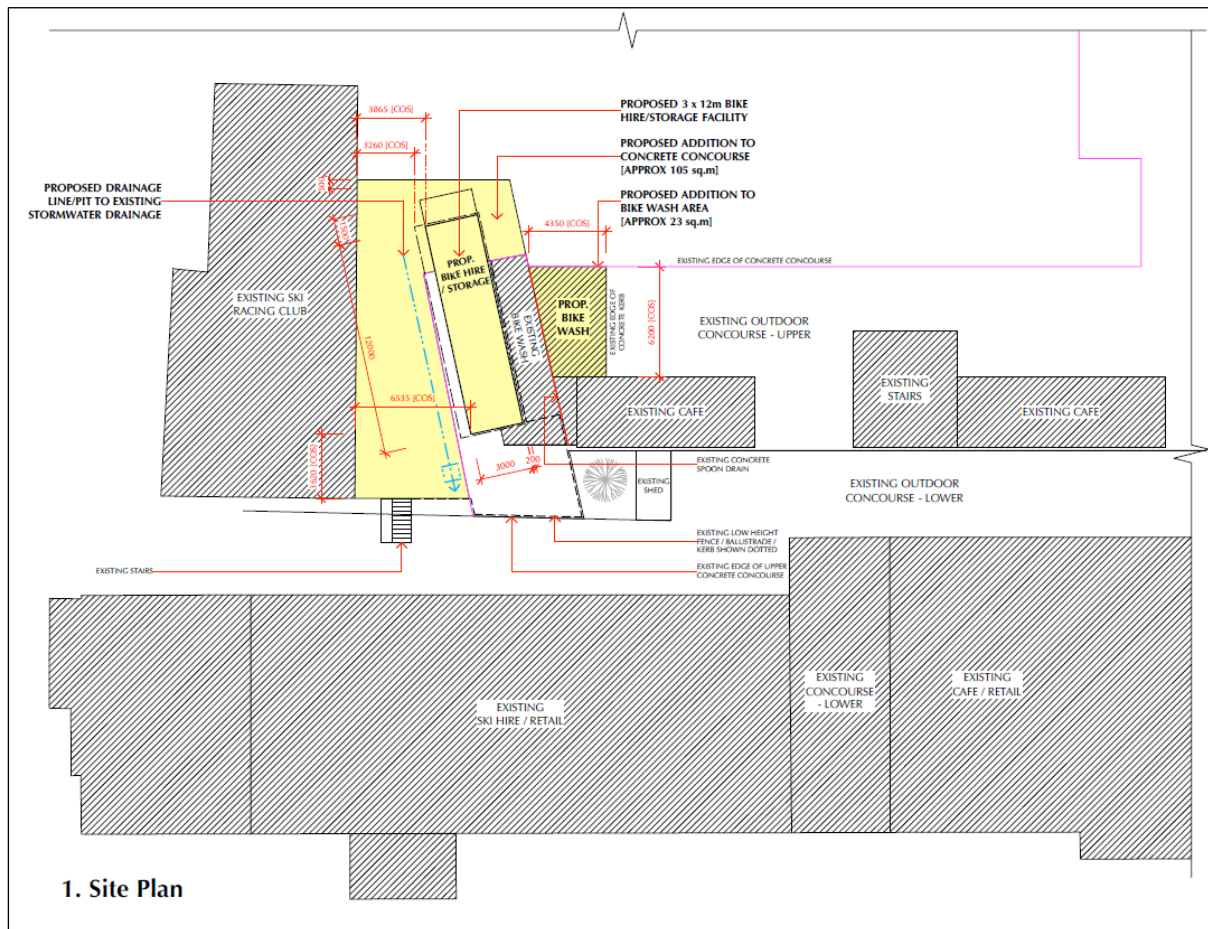 3865 [COS]
PROPOSED 3 x 12m BIKE
HIRE/STORAGE FACILITY
3260 [COS]
PROPOSED ADDITION TO
CONCRETE CONCOURSE
[APPROX 105 sq.m]
PROPOSED DRAINAGE
LINE/PIT TO EXISTING
STORMWATER DRAINAGE
500
PROPOSED ADDITION TO
BIKE WASH AREA
[APPROX 23 sq.m]
1500
4350 [COS]
EXISTING EDGE OF CONCRETE CONCOURSE
PROP.
BIKE HIRE
/ STORAGE
EXISTING SKI
RACING CLUB
PROP.
BIKE
WASH
EXISTING
BIKE WASH
EXISTING EDGE OF
CONCRETE KERB
6200 [COS]
EXISTING OUTDOOR
CONCOURSE - UPPER
12000
6535 [COS]
EXISTING
STAIRS
EXISTING CAFE
EXISTING CAFE
3620 [COS]
3000
200
EXISTING CONCRETE
SPOON DRAIN
EXISTING
SHED
EXISTING OUTDOOR
CONCOURSE - LOWER
EXISTING LOW HEIGHT
FENCE / BALUSTRADE /
KERB SHOWN DOTTED
EXISTING STAIRS
EXISTING EDGE OF UPPER
CONCRETE CONCOURSE
EXISTING
SKI HIRE / RETAIL
EXISTING
CONCOURSE
- LOWER
EXISTING
CAFE / RETAIL
1. Site Plan